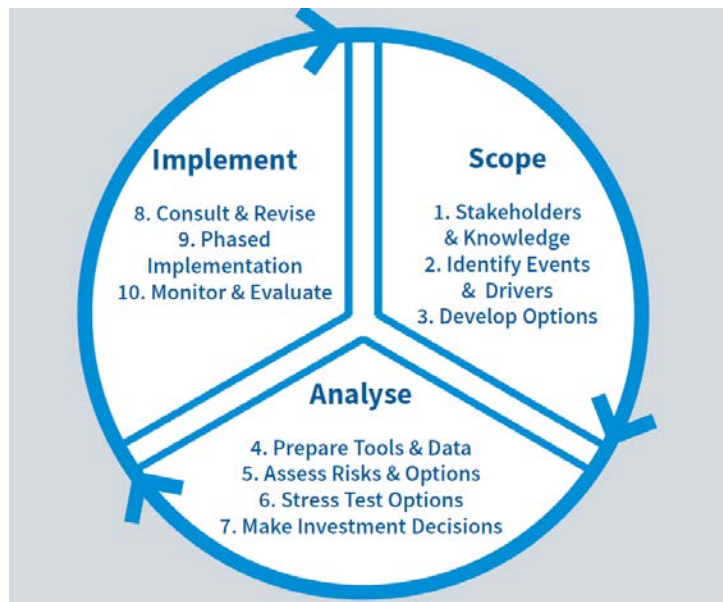 Implement
8. Consult & Revise
9. Phased
Implementation
10. Monitor & Evaluate
Scope
1. Stakeholders
& Knowledge
2. Identify Events
& Drivers
3. Develop Options
Analyse
4. Prepare Tools & Data
5. Assess Risks & Options
6. Stress Test Options
7. Make Investment Decisions